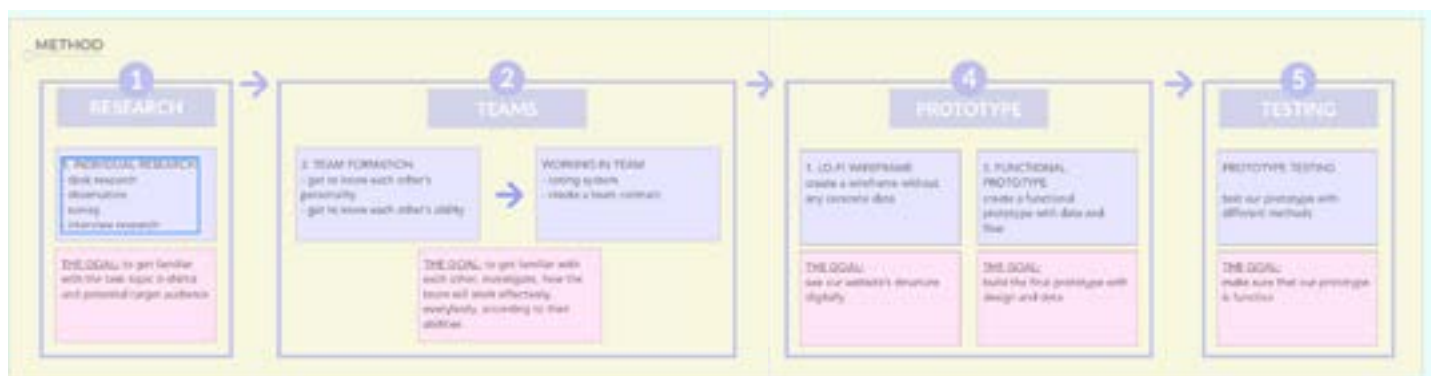 METHOD
1
RESEARCH
1. INDIVIDUAL RESEARCH
- desk research
- observation
- survey
- interview research
THE GOAL: to get familiar
with the task topic
and potential target audience
2
TEAMS
2. TEAM FORMATION
- get to know each other's
personality
- get to know each other's ability
WORKING IN TEAM
- voting system
- create a team contract
THE GOAL: to get familiar with
each other, investigate, how the
team will work effectively,
everybody, according to their
abilities
4
PROTOTYPE
1. LO-FI WIREFRAME
create a wireframe without
any concrete data
THE GOAL:
see our website's structure
digitally
FUNCTIONAL
PROTOTYPE
create a functional
prototype with data and
flow
THE GOAL:
build the first prototype with
design and data
5
TESTING
PROTOTYPE TESTING
test our prototype with
different methods
THE GOAL:
make sure that our prototype
is function